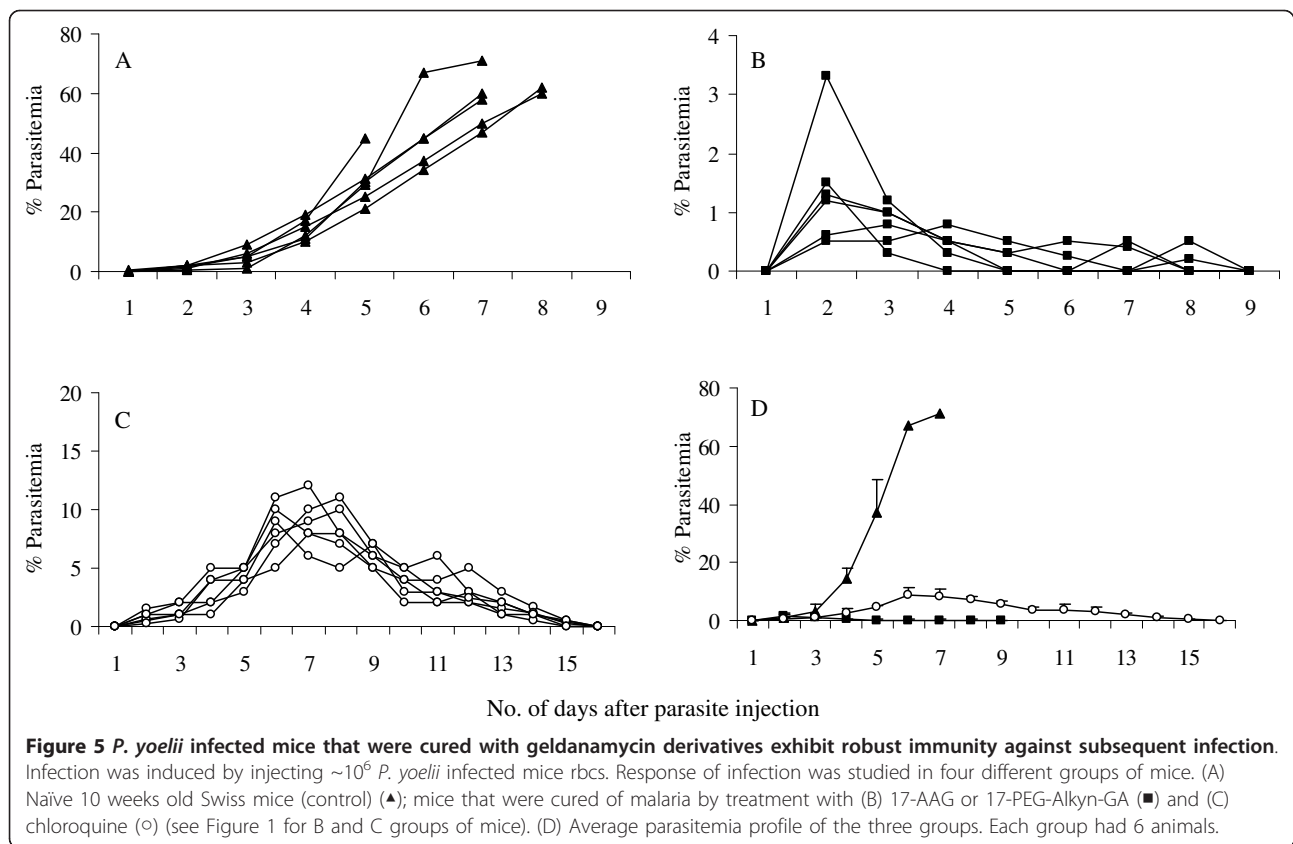 A
% Parasitemia
80
60
40
20
0
1 2 3 4 5 6 7 8 9
B
% Parasitemia
4
3
2
1
0
1 2 3 4 5 6 7 8 9
C
% Parasitemia
20
15
10
5
0
1 3 5 7 9 11 13 15
D
% Parasitemia
80
60
40
20
0
1 3 5 7 9 11 13 15
No. of days after parasite injection
Figure 5 P. yoelii infected mice that were cured with geldanamycin derivatives exhibit robust immunity against subsequent infection.
Infection was induced by injecting ~10⁶ P. yoelii infected mice rbcs. Response of infection was studied in four different groups of mice. (A)
Naïve 10 weeks old Swiss mice (control) (▲); mice that were cured of malaria by treatment with (B) 17-AAG or 17-PEG-Alkyn-GA (■) and (C)
chloroquine (○) (see Figure 1 for B and C groups of mice). (D) Average parasitemia profile of the three groups. Each group had 6 animals.